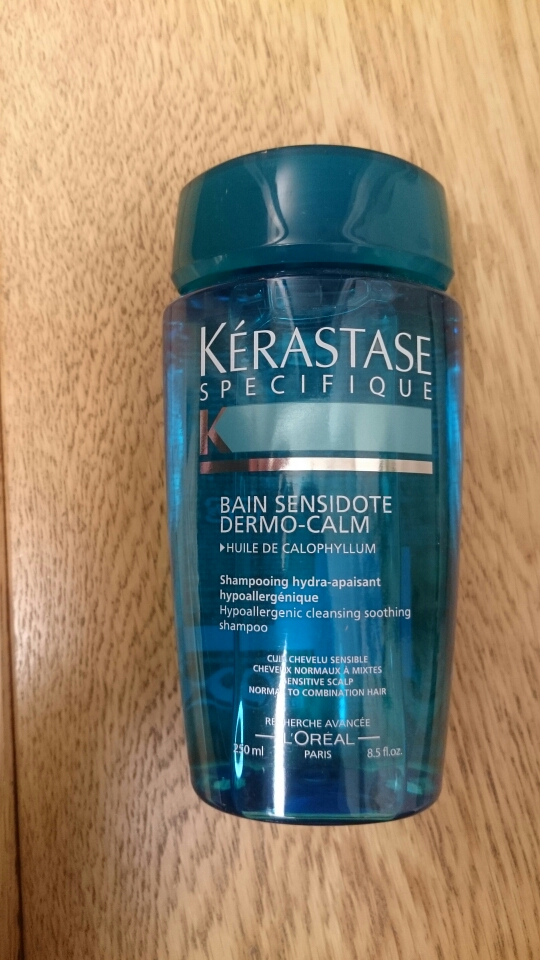 KÉRASTASE
SPECIFIQUE
K
BAIN SENSIDOTE
DERMO-CALM
HUILE DE CALOPHYLLUM
Shampooing hydra-apaisant
hypoallergénique
Hypoallergenic cleansing soothing
shampoo
CUIR CHEVELU SENSIBLE
CHEVEUX NORMAUX À MIXTES
SENSITIVE SCALP
NORMAL TO COMBINATION HAIR
RECHERCHE AVANCÉE
L'ORÉAL
250 ml PARIS 8.5 fl.oz.